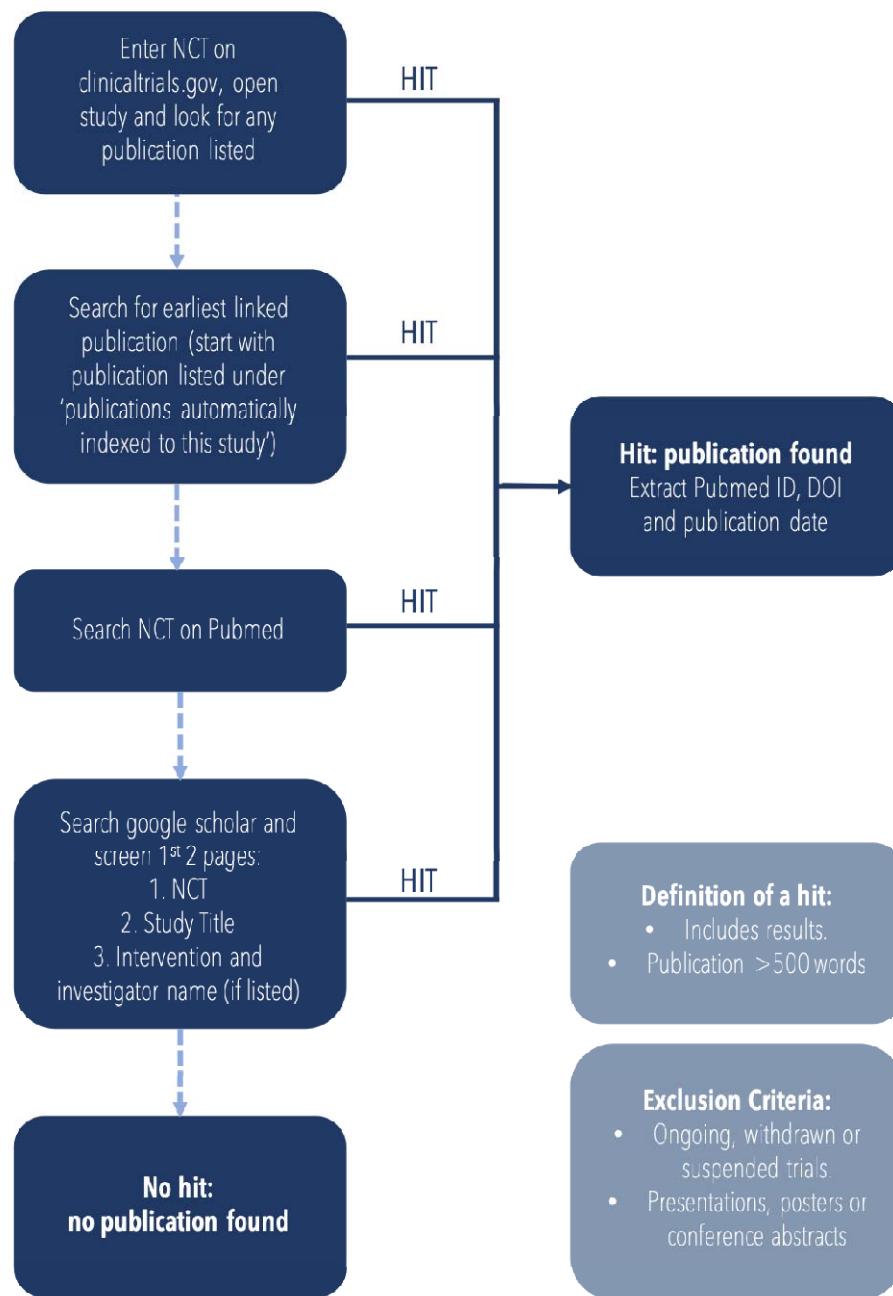 Enter NCT on
clinicaltrials.gov, open
study and look for any
publication listed
HIT
Search for earliest linked
publication (start with
publication listed under
‘publications automatically
indexed to this study’)
HIT
Hit: publication found
Extract Pubmed ID, DOI
and publication date
Search NCT on Pubmed
HIT
Search google scholar and
screen 1st 2 pages:
1. NCT
2. Study Title
3. Intervention and
investigator name (if listed)
HIT
Definition of a hit:
• Includes results.
• Publication >500 words
No hit:
no publication found
Exclusion Criteria:
• Ongoing, withdrawn or
suspended trials.
• Presentations, posters or
conference abstracts